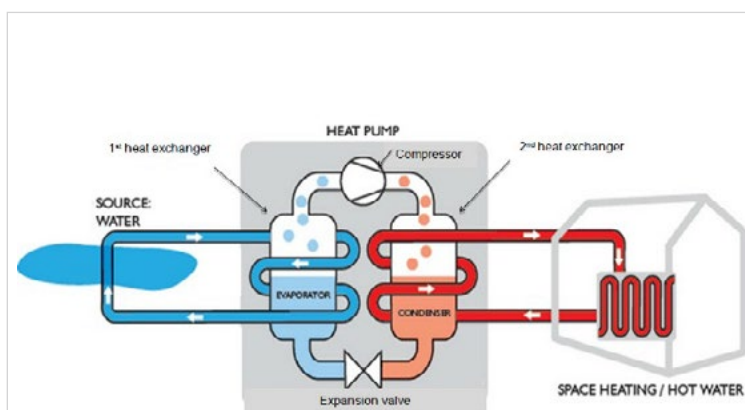 HEAT PUMP
1st heat exchanger
Compressor
2nd heat exchanger
SOURCE:
WATER
EVAPORATOR
CONDENSER
Expansion valve
SPACE HEATING / HOT WATER